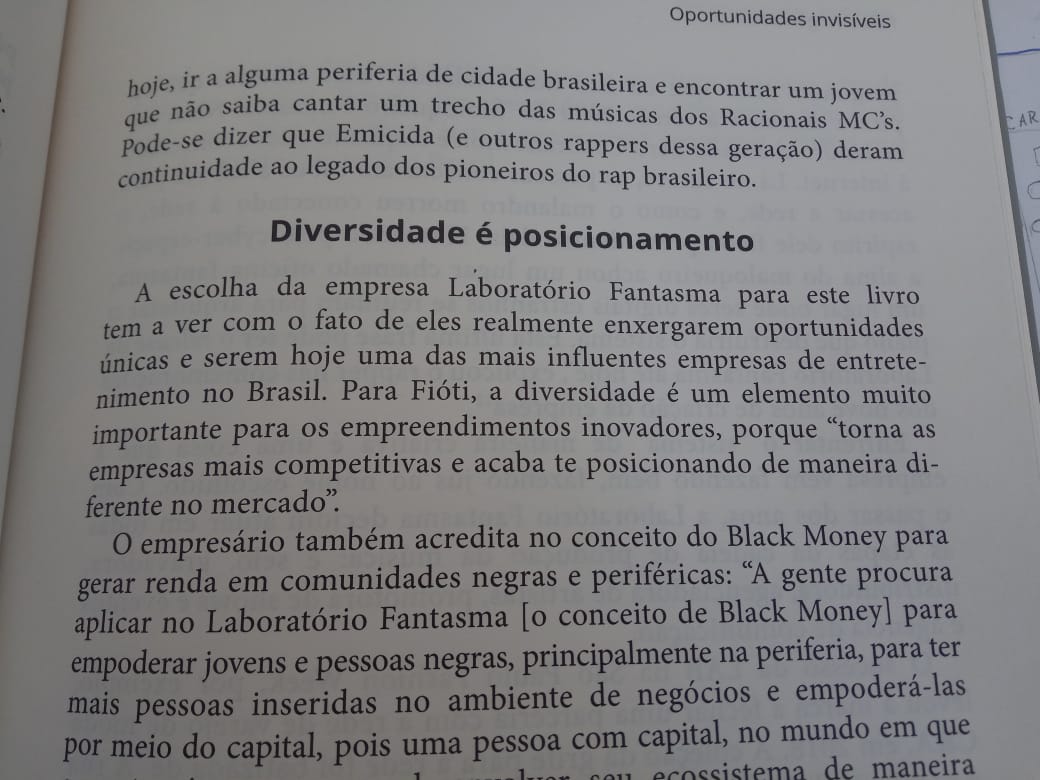 Oportunidades invisíveis
hoje, ir a alguma periferia de cidade brasileira e encontrar um jovem
que não saiba cantar um trecho das músicas dos Racionais MC’s.
Pode-se dizer que Emicida (e outros rappers dessa geração) deram
continuidade ao legado dos pioneiros do rap brasileiro.
Diversidade é posicionamento
A escolha da empresa Laboratório Fantasma para este livro
tem a ver com o fato de eles realmente enxergarem oportunidades
únicas e serem hoje uma das mais influentes empresas de entrete-
nimento no Brasil. Para Fióti, a diversidade é um elemento muito
importante para os empreendimentos inovadores, porque “torna as
empresas mais competitivas e acaba te posicionando de maneira di-
ferente no mercado”.
O empresário também acredita no conceito do Black Money para
gerar renda em comunidades negras e periféricas: “A gente procura
aplicar no Laboratório Fantasma [o conceito de Black Money] para
empoderar jovens e pessoas negras, principalmente na periferia, para ter
mais pessoas inseridas no ambiente de negócios e empoderá-las
por meio do capital, pois uma pessoa com capital, no mundo em que
seu ecossistema de maneira
CAR